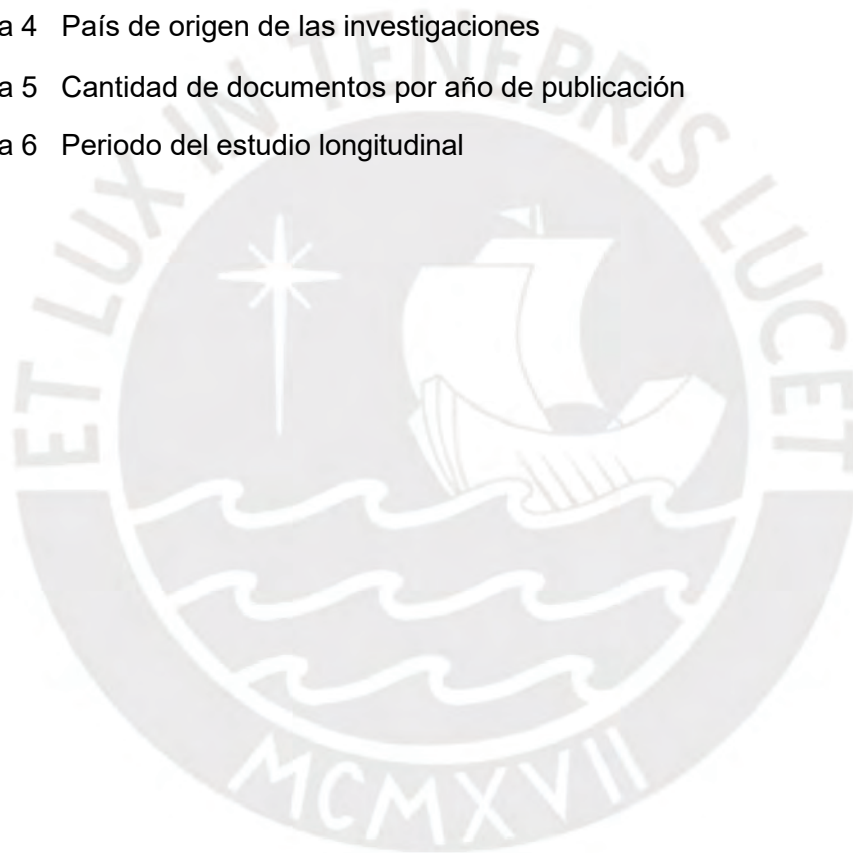 a 4 País de origen de las investigaciones
a 5 Cantidad de documentos por año de publicación
a 6 Periodo del estudio longitudinal
ET LUX IN TENEBRIS LUCET
MCMXVII